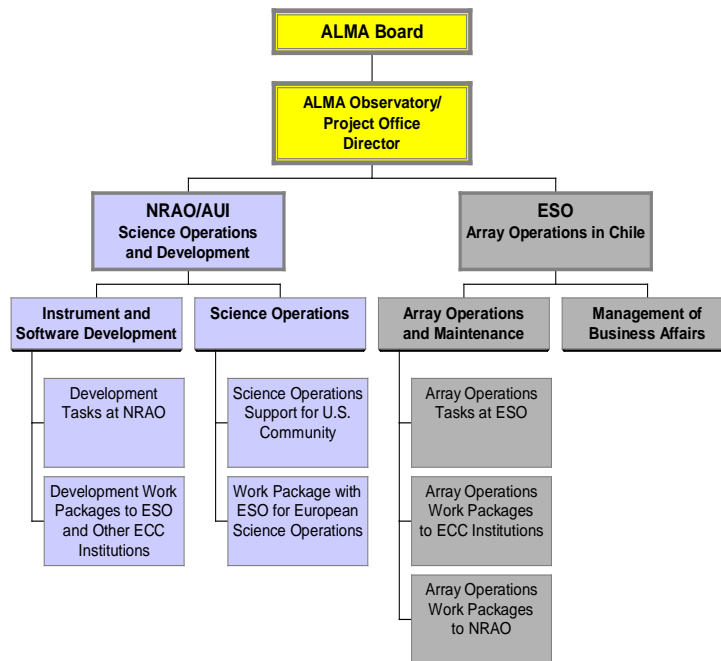 ALMA Board
ALMA Observatory/
Project Office
Director
NRAO/AUI
Science Operations
and Development
ESO
Array Operations in Chile
Instrument and
Software Development
Science Operations
Array Operations
and Maintenance
Management of
Business Affairs
Development
Tasks at NRAO
Science Operations
Support for U.S.
Community
Array Operations
Tasks at ESO
Development Work
Packages to ESO
and Other ECC
Institutions
Work Package with
ESO for European
Science Operations
Array Operations
Work Packages
to ECC Institutions
Array Operations
Work Packages
to NRAO